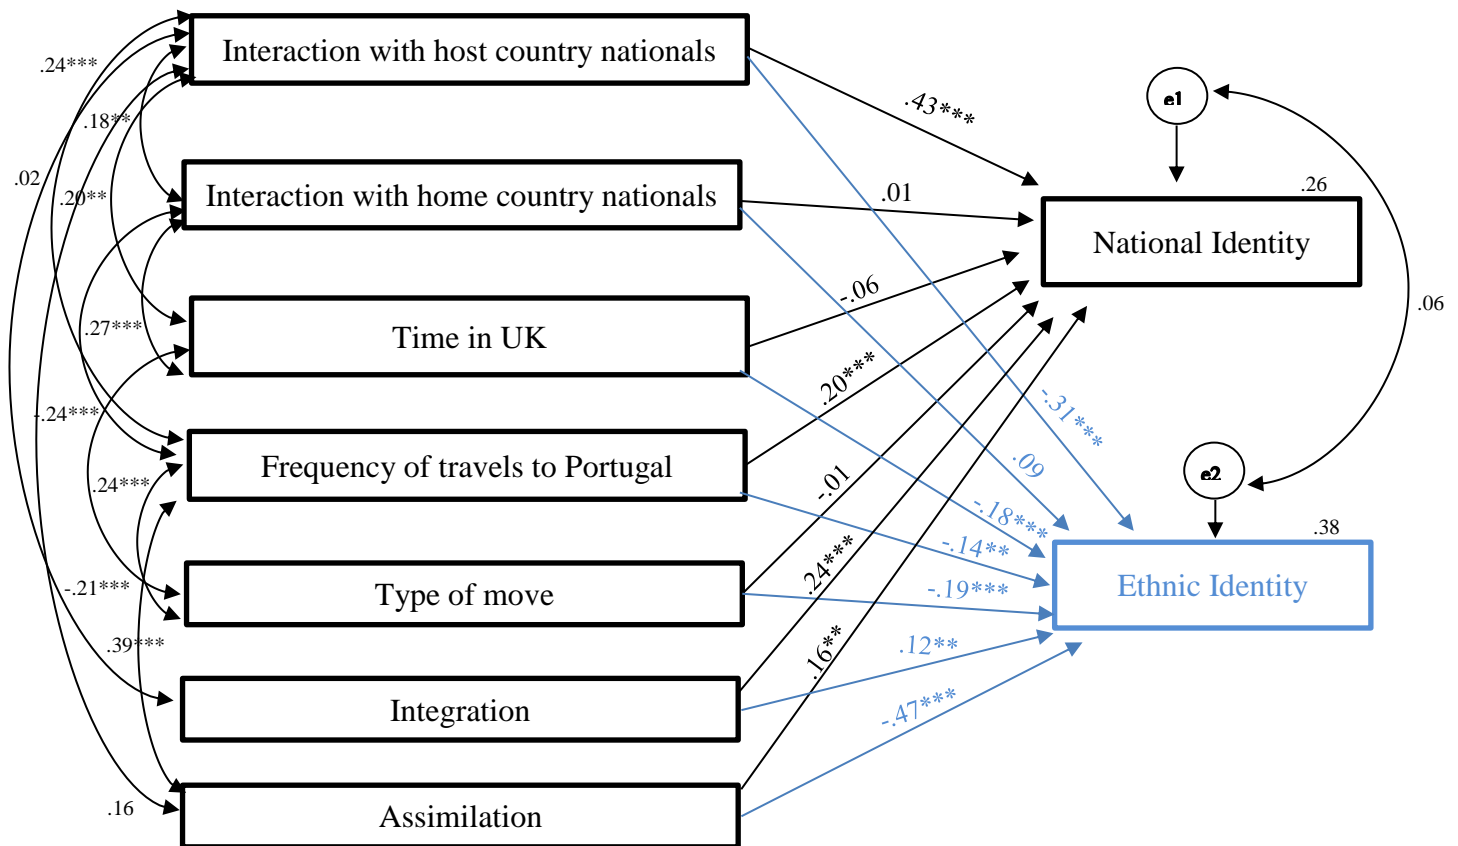 Interaction with host country nationals
.24***
e1
.43***
.18**
.02
.20**
Interaction with home country nationals
.01
.26
National Identity
-.06
.06
Time in UK
.27***
.20***
-.24***
-.31***
Frequency of travels to Portugal
.09
e2
.24***
-.01
-.18***
.38
-.14**
Type of move
-.21***
.24***
-.19***
Ethnic Identity
.39***
.16**
.12**
Integration
-.47***
.16
Assimilation